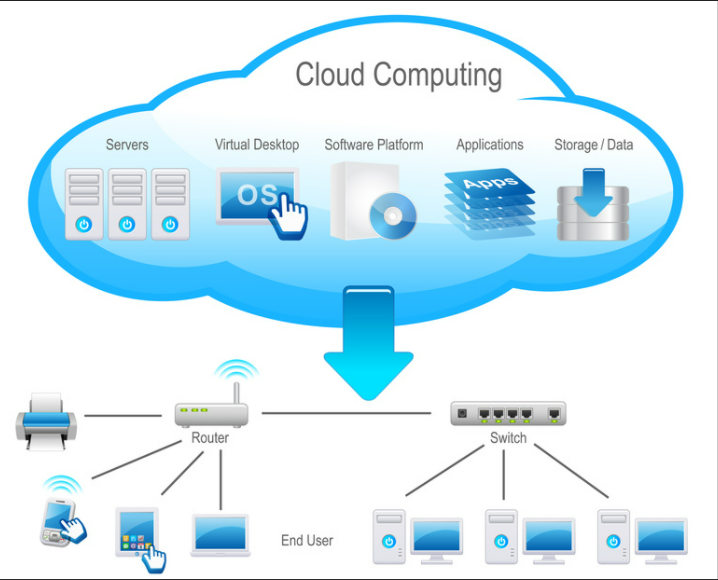 Cloud Computing
Servers
Virtual Desktop
Software Platform
Applications
Storage / Data
OS
Apps
Router
Switch
End User